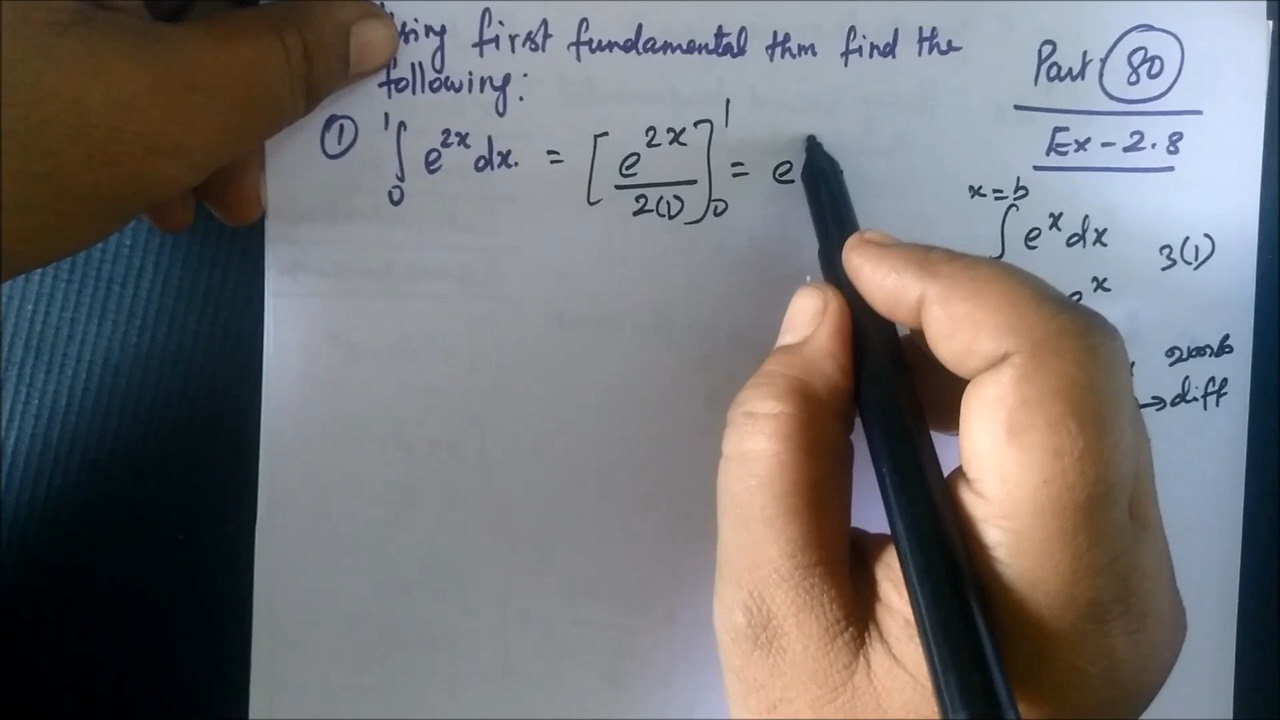 using first fundamental thm find the
following:
Part 80
Ex-2.8
① ∫₀¹ e^{2x} dx. = [e^{2x} / 2(1)]₀¹ = e
x=b
∫ e^x dx
3(1)
e^x
→diff